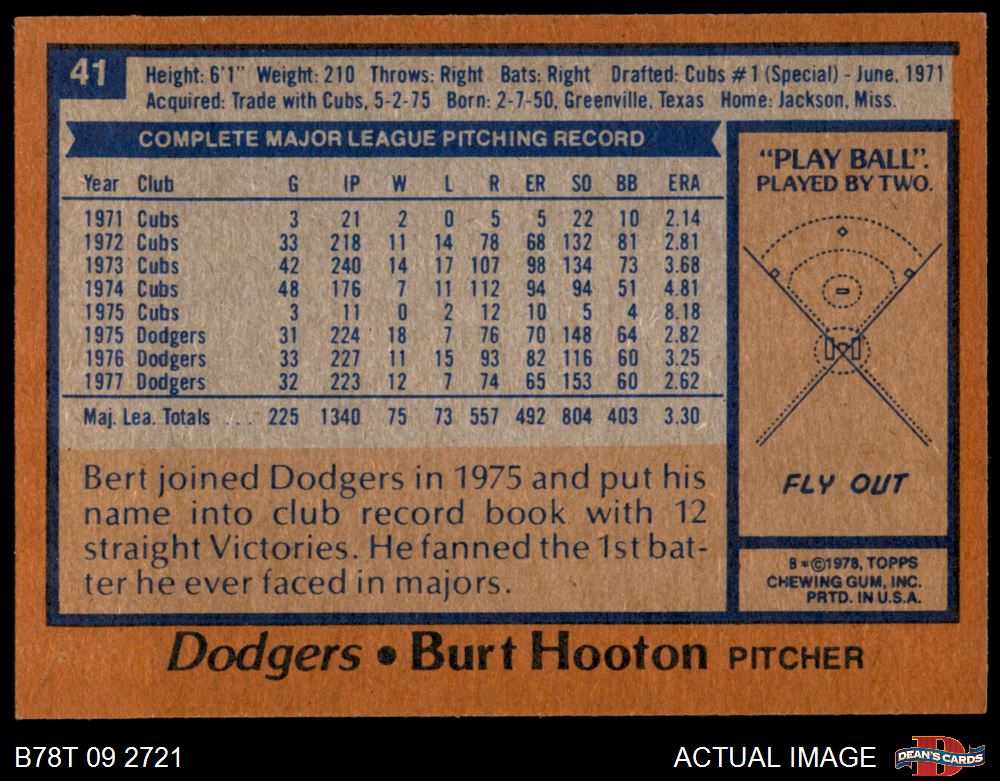 41
Height: 6'1" Weight: 210 Throws: Right Bats: Right Drafted: Cubs #1 (Special) - June, 1971
Acquired: Trade with Cubs, 5-2-75 Born: 2-7-50, Greenville, Texas Home: Jackson, Miss.
COMPLETE MAJOR LEAGUE PITCHING RECORD
Year Club G IP W L R ER SO BB ERA
1971 Cubs 3 21 2 0 5 5 22 10 2.14
1972 Cubs 33 218 11 14 78 68 132 81 2.81
1973 Cubs 42 240 14 17 107 98 134 73 3.68
1974 Cubs 48 176 7 11 112 94 94 51 4.81
1975 Cubs 3 11 0 2 12 10 5 4 8.18
1975 Dodgers 31 224 18 7 76 70 148 64 2.82
1976 Dodgers 33 227 11 15 93 82 116 60 3.25
1977 Dodgers 32 223 12 7 74 65 153 60 2.62
Maj. Lea. Totals . . . 225 1340 75 73 557 492 804 403 3.30
Bert joined Dodgers in 1975 and put his
name into club record book with 12
straight Victories. He fanned the 1st bat-
ter he ever faced in majors.
"PLAY BALL".
PLAYED BY TWO.
FLY OUT
B*©1978, TOPPS
CHEWING GUM, INC.
PRTD. IN U.S.A.
Dodgers • Burt Hooton PITCHER
B78T 09 2721
ACTUAL IMAGE
D
DEAN'S CARDS